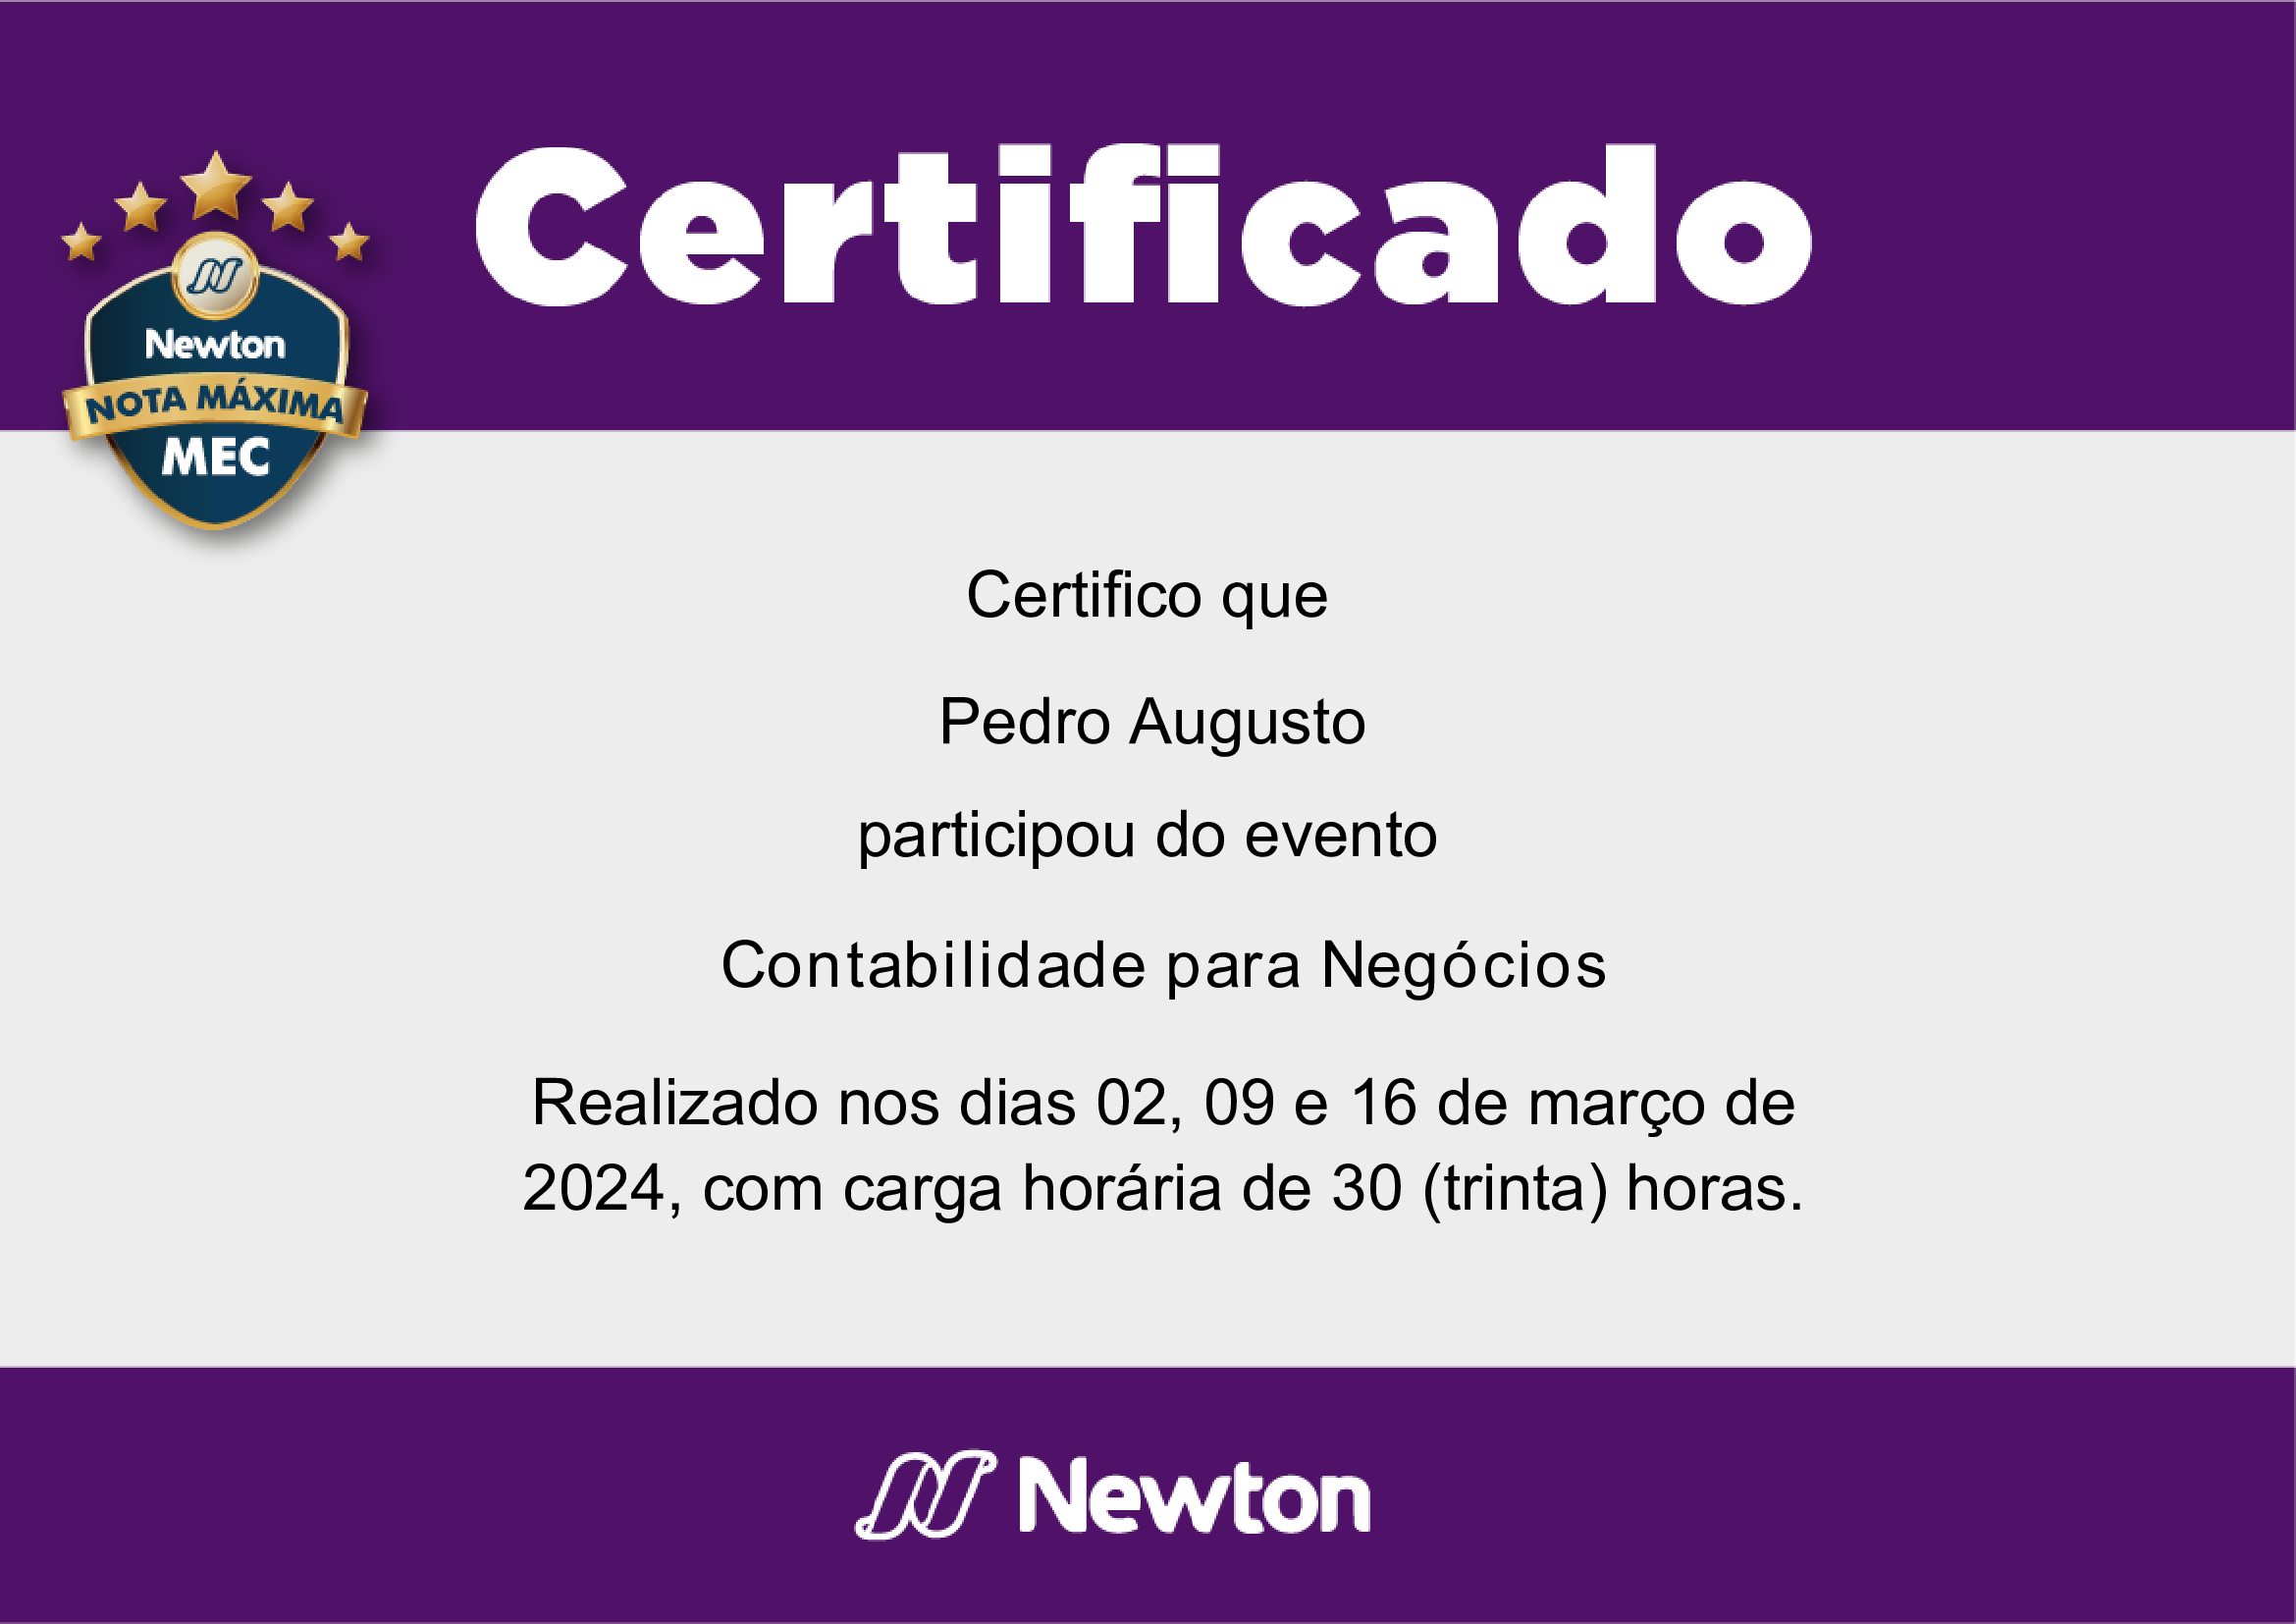 Certificado
Newton
NOTA MÁXIMA
MEC
Certifico que
Pedro Augusto
participou do evento
Contabilidade para Negócios
Realizado nos dias 02, 09 e 16 de março de
2024, com carga horária de 30 (trinta) horas.
Newton